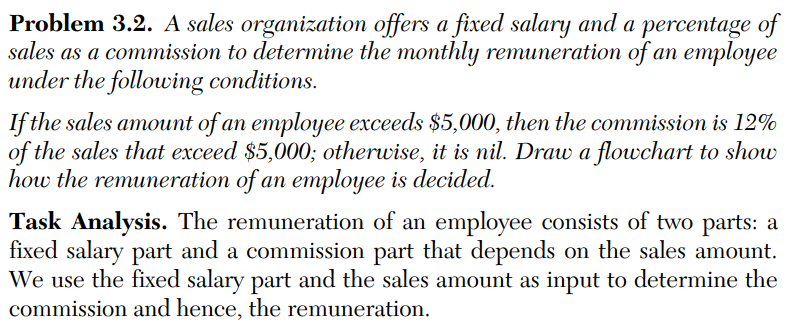 Problem 3.2. A sales organization offers a fixed salary and a percentage of
sales as a commission to determine the monthly remuneration of an employee
under the following conditions.
If the sales amount of an employee exceeds $5,000, then the commission is 12%
of the sales that exceed $5,000; otherwise, it is nil. Draw a flowchart to show
how the remuneration of an employee is decided.
Task Analysis. The remuneration of an employee consists of two parts: a
fixed salary part and a commission part that depends on the sales amount.
We use the fixed salary part and the sales amount as input to determine the
commission and hence, the remuneration.